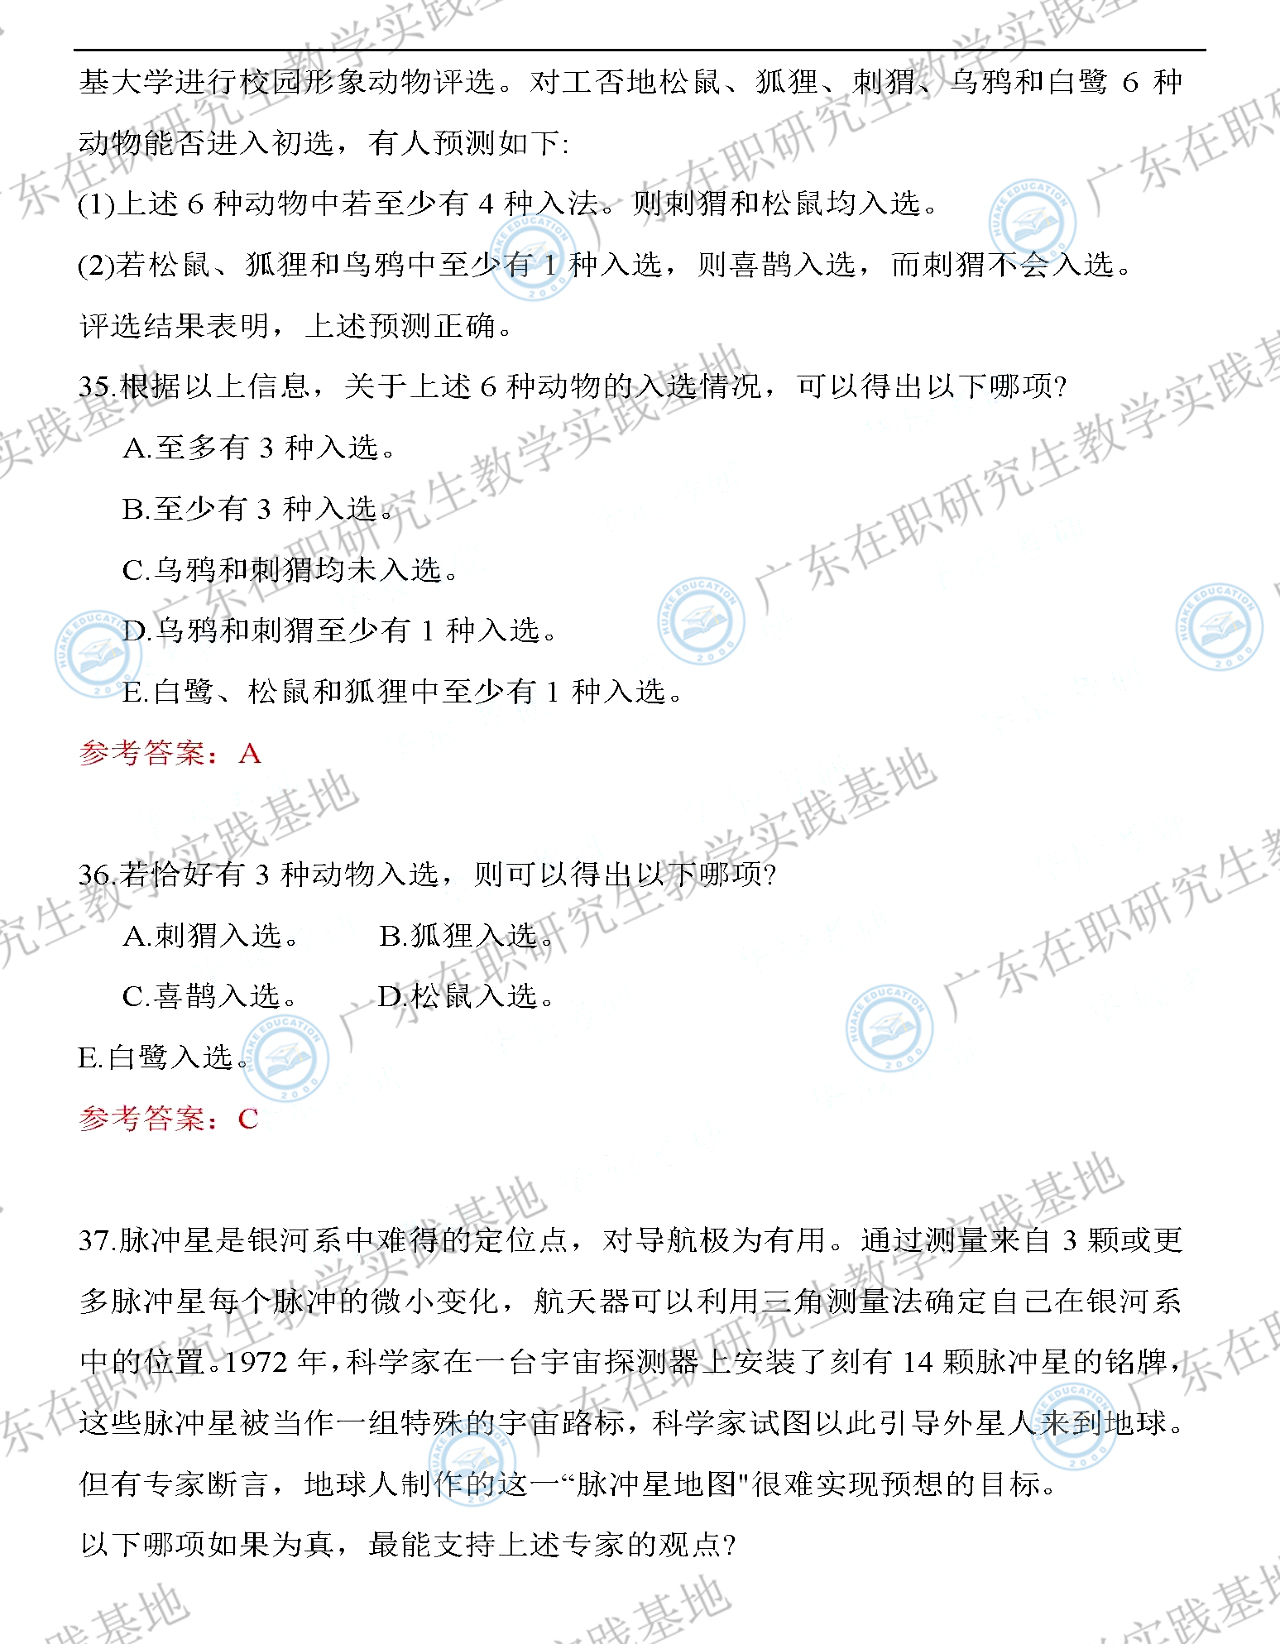 基大学进行校园形象动物评选。对工否地松鼠、狐狸、刺猬、乌鸦和白鹭 6 种
动物能否进入初选，有人预测如下:
(1)上述 6 种动物中若至少有 4 种入法。则刺猬和松鼠均入选。
(2)若松鼠、狐狸和鸟鸦中至少有 1 种入选，则喜鹊入选，而刺猬不会入选。
评选结果表明，上述预测正确。
35.根据以上信息，关于上述 6 种动物的入选情况，可以得出以下哪项?
A.至多有 3 种入选。
B.至少有 3 种入选。
C.乌鸦和刺猬均未入选。
D.乌鸦和刺猬至少有 1 种入选。
E.白鹭、松鼠和狐狸中至少有 1 种入选。
参考答案：A
36.若恰好有 3 种动物入选，则可以得出以下哪项?
A.刺猬入选。 B.狐狸入选。
C.喜鹊入选。 D.松鼠入选。
E.白鹭入选。
参考答案：C
37.脉冲星是银河系中难得的定位点，对导航极为有用。通过测量来自 3 颗或更
多脉冲星每个脉冲的微小变化，航天器可以利用三角测量法确定自己在银河系
中的位置。1972 年，科学家在一台宇宙探测器上安装了刻有 14 颗脉冲星的铭牌，
这些脉冲星被当作一组特殊的宇宙路标，科学家试图以此引导外星人来到地球。
但有专家断言，地球人制作的这一“脉冲星地图"很难实现预想的目标。
以下哪项如果为真，最能支持上述专家的观点?
广东在职研究生教学实践基地
HUAKE EDUCATION
2000